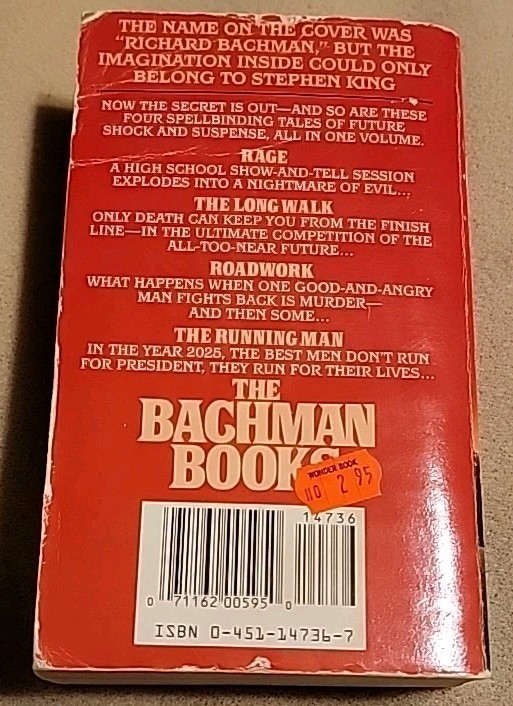 THE NAME ON THE COVER WAS
"RICHARD BACHMAN," BUT THE
IMAGINATION INSIDE COULD ONLY
BELONG TO STEPHEN KING
NOW THE SECRET IS OUT—AND SO ARE THESE
FOUR SPELLBINDING TALES OF FUTURE
SHOCK AND SUSPENSE, ALL IN ONE VOLUME.
RAGE
A HIGH SCHOOL SHOW-AND-TELL SESSION
EXPLODES INTO A NIGHTMARE OF EVIL...
THE LONG WALK
ONLY DEATH CAN KEEP YOU FROM THE FINISH
LINE—IN THE ULTIMATE COMPETITION OF THE
ALL-TOO-NEAR FUTURE...
ROADWORK
WHAT HAPPENS WHEN ONE GOOD-AND-ANGRY
MAN FIGHTS BACK IS MURDER—
AND THEN SOME...
THE RUNNING MAN
IN THE YEAR 2025, THE BEST MEN DON'T RUN
FOR PRESIDENT, THEY RUN FOR THEIR LIVES...
THE
BACHMAN
BOOKS
WONDER BOOK
110 2 95
14736
0 71162 00595 0
ISBN 0-451-14736-7